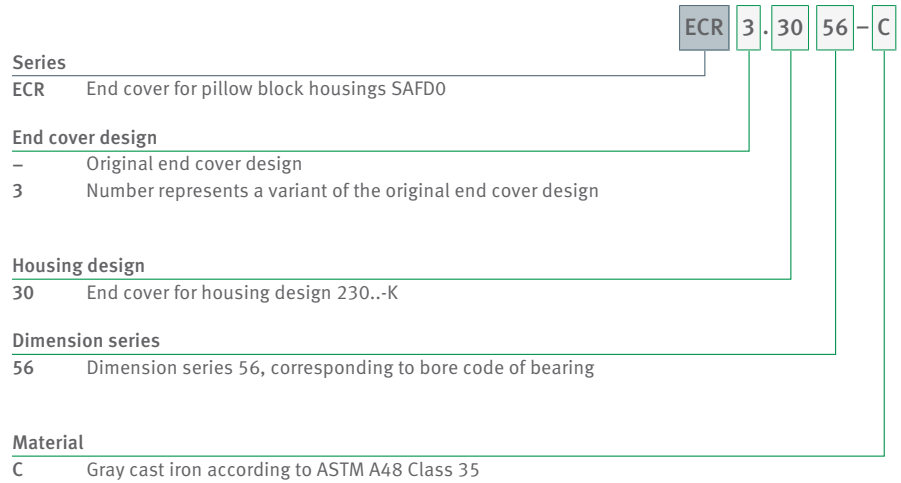 ECR 3 . 30 56 – C
Series
ECR End cover for pillow block housings SAFD0
End cover design
– Original end cover design
3 Number represents a variant of the original end cover design
Housing design
30 End cover for housing design 230..-K
Dimension series
56 Dimension series 56, corresponding to bore code of bearing
Material
C Gray cast iron according to ASTM A48 Class 35